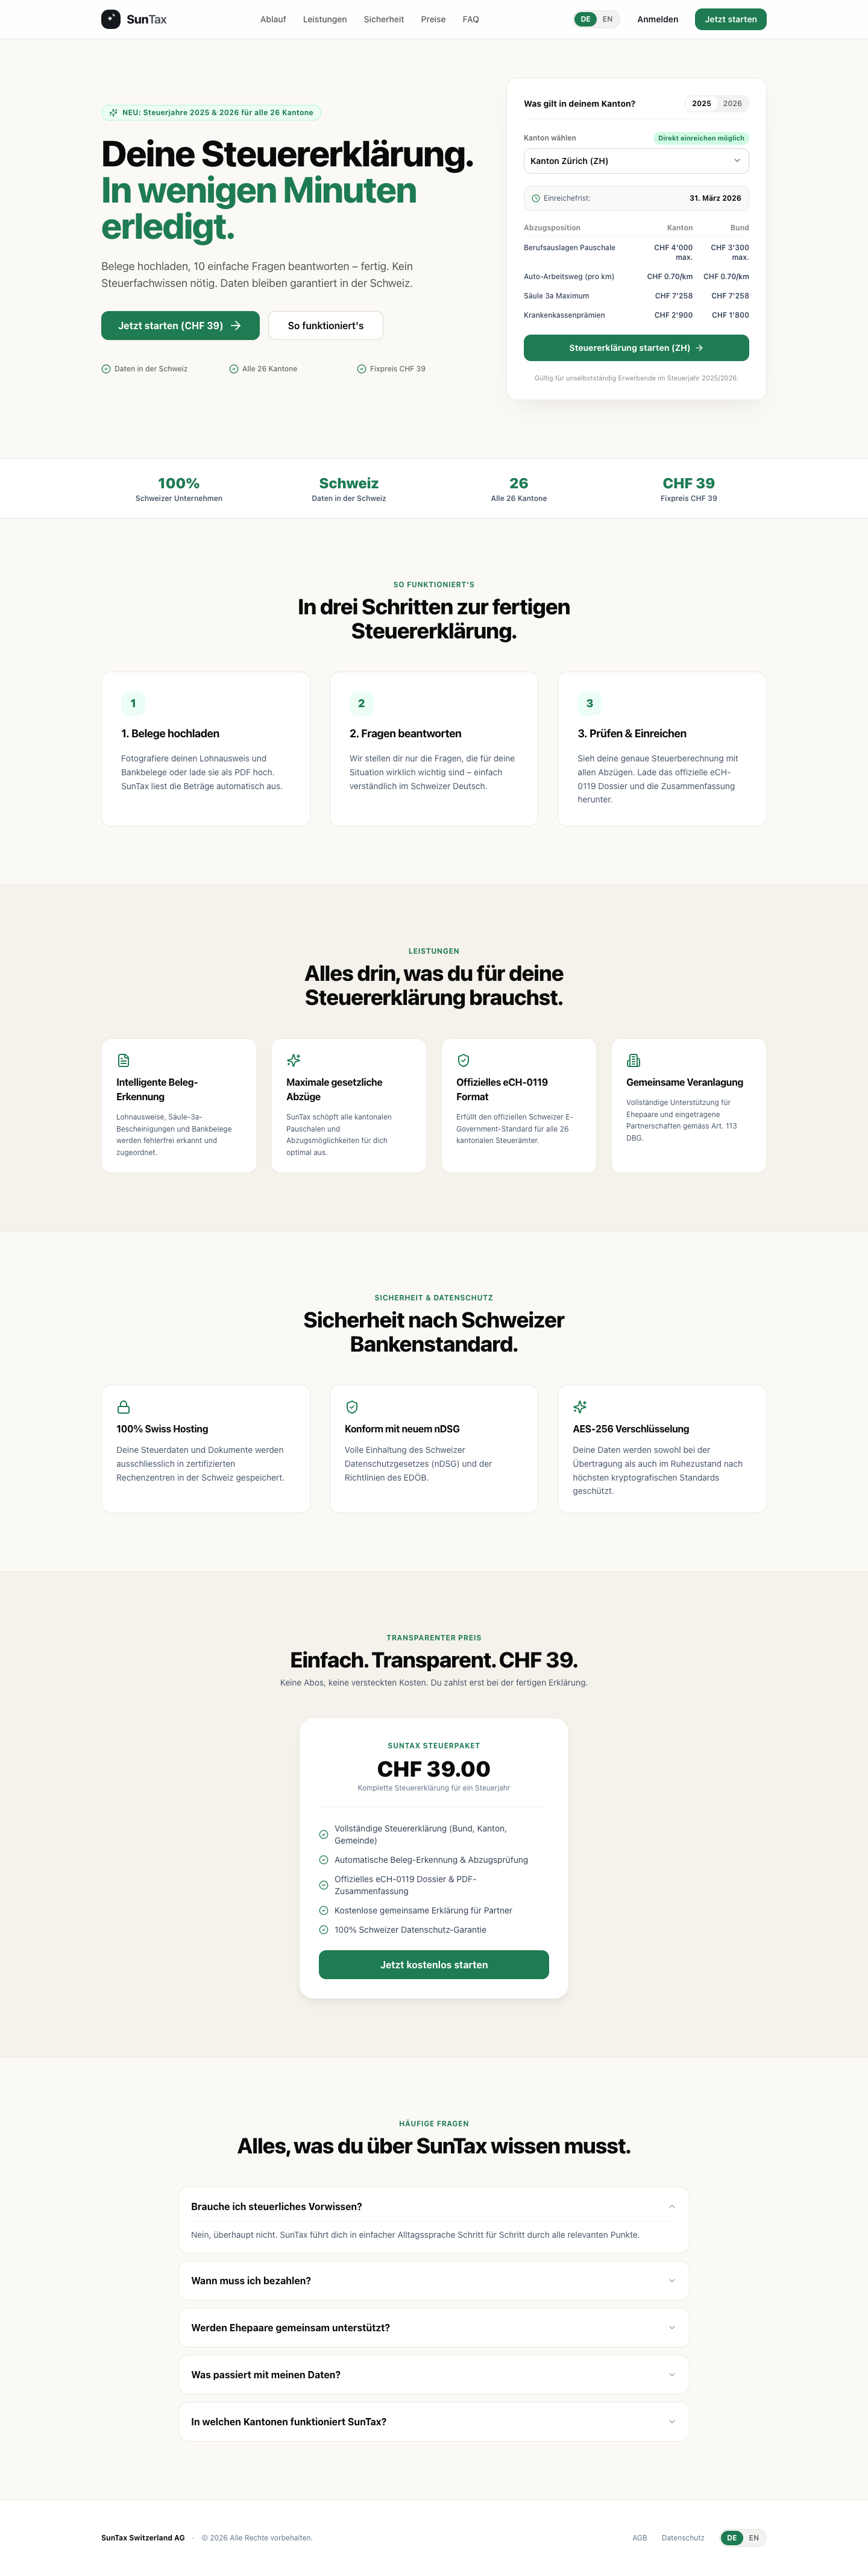 SunTax
Ablauf Leistungen Sicherheit Preise FAQ
DE EN
Anmelden
Jetzt starten
NEU: Steuerjahre 2025 & 2026 für alle 26 Kantone
Deine Steuererklärung.
In wenigen Minuten
erledigt.
Belege hochladen, 10 einfache Fragen beantworten – fertig. Kein
Steuerfachwissen nötig. Daten bleiben garantiert in der Schweiz.
Jetzt starten (CHF 39)
So funktioniert's
Daten in der Schweiz
Alle 26 Kantone
Fixpreis CHF 39
Was gilt in deinem Kanton?
2025 2026
Kanton wählen
Direkt einreichen möglich
Kanton Zürich (ZH)
Einreichefrist: 31. März 2026
Abzugsposition Kanton Bund
Berufsauslagen Pauschale CHF 4'000 max. CHF 3'300 max.
Auto-Arbeitsweg (pro km) CHF 0.70/km CHF 0.70/km
Säule 3a Maximum CHF 7'258 CHF 7'258
Krankenkassenprämien CHF 2'900 CHF 1'800
Steuererklärung starten (ZH)
Gültig für unselbstständig Erwerbende im Steuerjahr 2025/2026.
100%
Schweizer Unternehmen
Schweiz
Daten in der Schweiz
26
Alle 26 Kantone
CHF 39
Fixpreis CHF 39
SO FUNKTIONIERT'S
In drei Schritten zur fertigen
Steuererklärung.
1
1. Belege hochladen
Fotografiere deinen Lohnausweis und
Bankbelege oder lade sie als PDF hoch.
SunTax liest die Beträge automatisch aus.
2
2. Fragen beantworten
Wir stellen dir nur die Fragen, die für deine
Situation wirklich wichtig sind – einfach
verständlich im Schweizer Deutsch.
3
3. Prüfen & Einreichen
Sieh deine genaue Steuerberechnung mit
allen Abzügen. Lade das offizielle eCH-
0119 Dossier und die Zusammenfassung
herunter.
LEISTUNGEN
Alles drin, was du für deine
Steuererklärung brauchst.
Intelligente Beleg-
Erkennung
Lohnausweise, Säule-3a-
Bescheinigungen und Bankbelege
werden fehlerfrei erkannt und
zugeordnet.
Maximale gesetzliche
Abzüge
SunTax schöpft alle kantonalen
Pauschalen und
Abzugsmöglichkeiten für dich
optimal aus.
Offizielles eCH-0119
Format
Erfüllt den offiziellen Schweizer E-
Government-Standard für alle 26
kantonalen Steuerämter.
Gemeinsame Veranlagung
Vollständige Unterstützung für
Ehepaare und eingetragene
Partnerschaften gemäss Art. 113
DBG.
SICHERHEIT & DATENSCHUTZ
Sicherheit nach Schweizer
Bankenstandard.
100% Swiss Hosting
Deine Steuerdaten und Dokumente werden
ausschliesslich in zertifizierten
Rechenzentren in der Schweiz gespeichert.
Konform mit neuem nDSG
Volle Einhaltung des Schweizer
Datenschutzgesetzes (nDSG) und der
Richtlinien des EDÖB.
AES-256 Verschlüsselung
Deine Daten werden sowohl bei der
Übertragung als auch im Ruhezustand nach
höchsten kryptografischen Standards
geschützt.
TRANSPARENTER PREIS
Einfach. Transparent. CHF 39.
Keine Abos, keine versteckten Kosten. Du zahlst erst bei der fertigen Erklärung.
SUNTAX STEUERPAKET
CHF 39.00
Komplette Steuererklärung für ein Steuerjahr
Vollständige Steuererklärung (Bund, Kanton,
Gemeinde)
Automatische Beleg-Erkennung & Abzugsprüfung
Offizielles eCH-0119 Dossier & PDF-
Zusammenfassung
Kostenlose gemeinsame Erklärung für Partner
100% Schweizer Datenschutz-Garantie
Jetzt kostenlos starten
HÄUFIGE FRAGEN
Alles, was du über SunTax wissen musst.
Brauche ich steuerliches Vorwissen?
Nein, überhaupt nicht. SunTax führt dich in einfacher Alltagssprache Schritt für Schritt durch alle relevanten Punkte.
Wann muss ich bezahlen?
Werden Ehepaare gemeinsam unterstützt?
Was passiert mit meinen Daten?
In welchen Kantonen funktioniert SunTax?
SunTax Switzerland AG · © 2026 Alle Rechte vorbehalten.
AGB Datenschutz DE EN